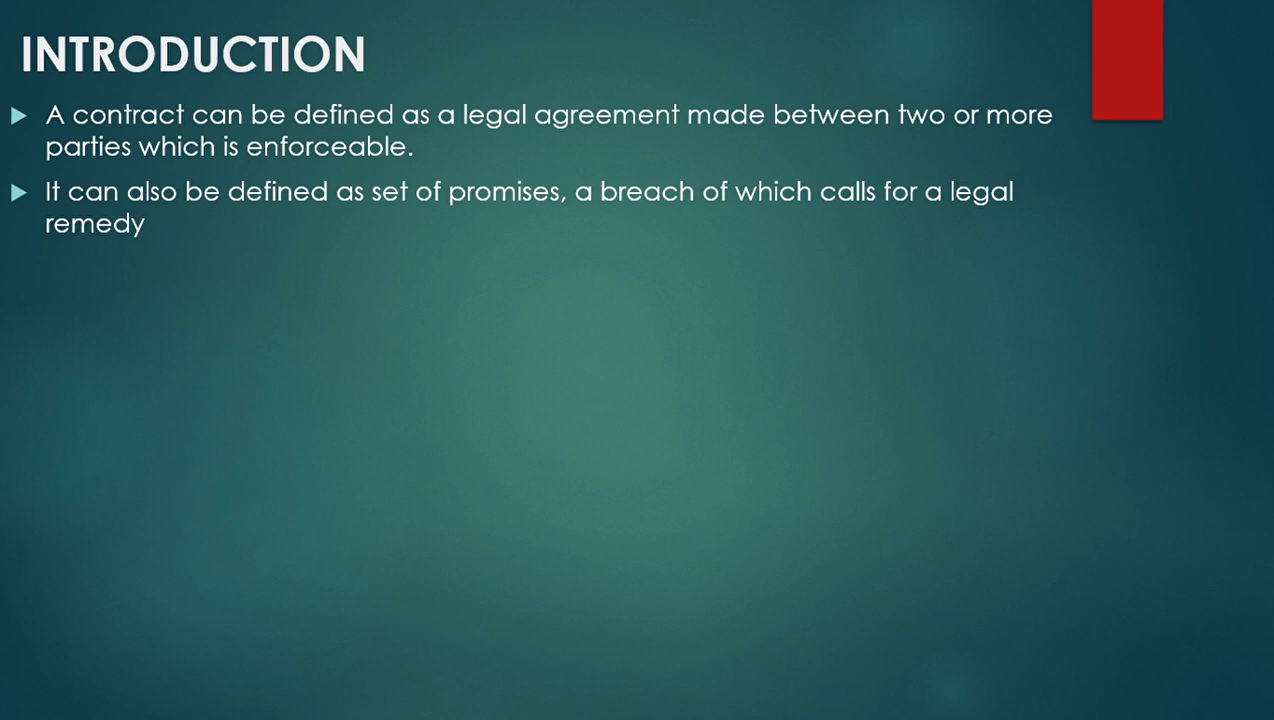 INTRODUCTION
A contract can be defined as a legal agreement made between two or more
parties which is enforceable.
It can also be defined as set of promises, a breach of which calls for a legal
remedy